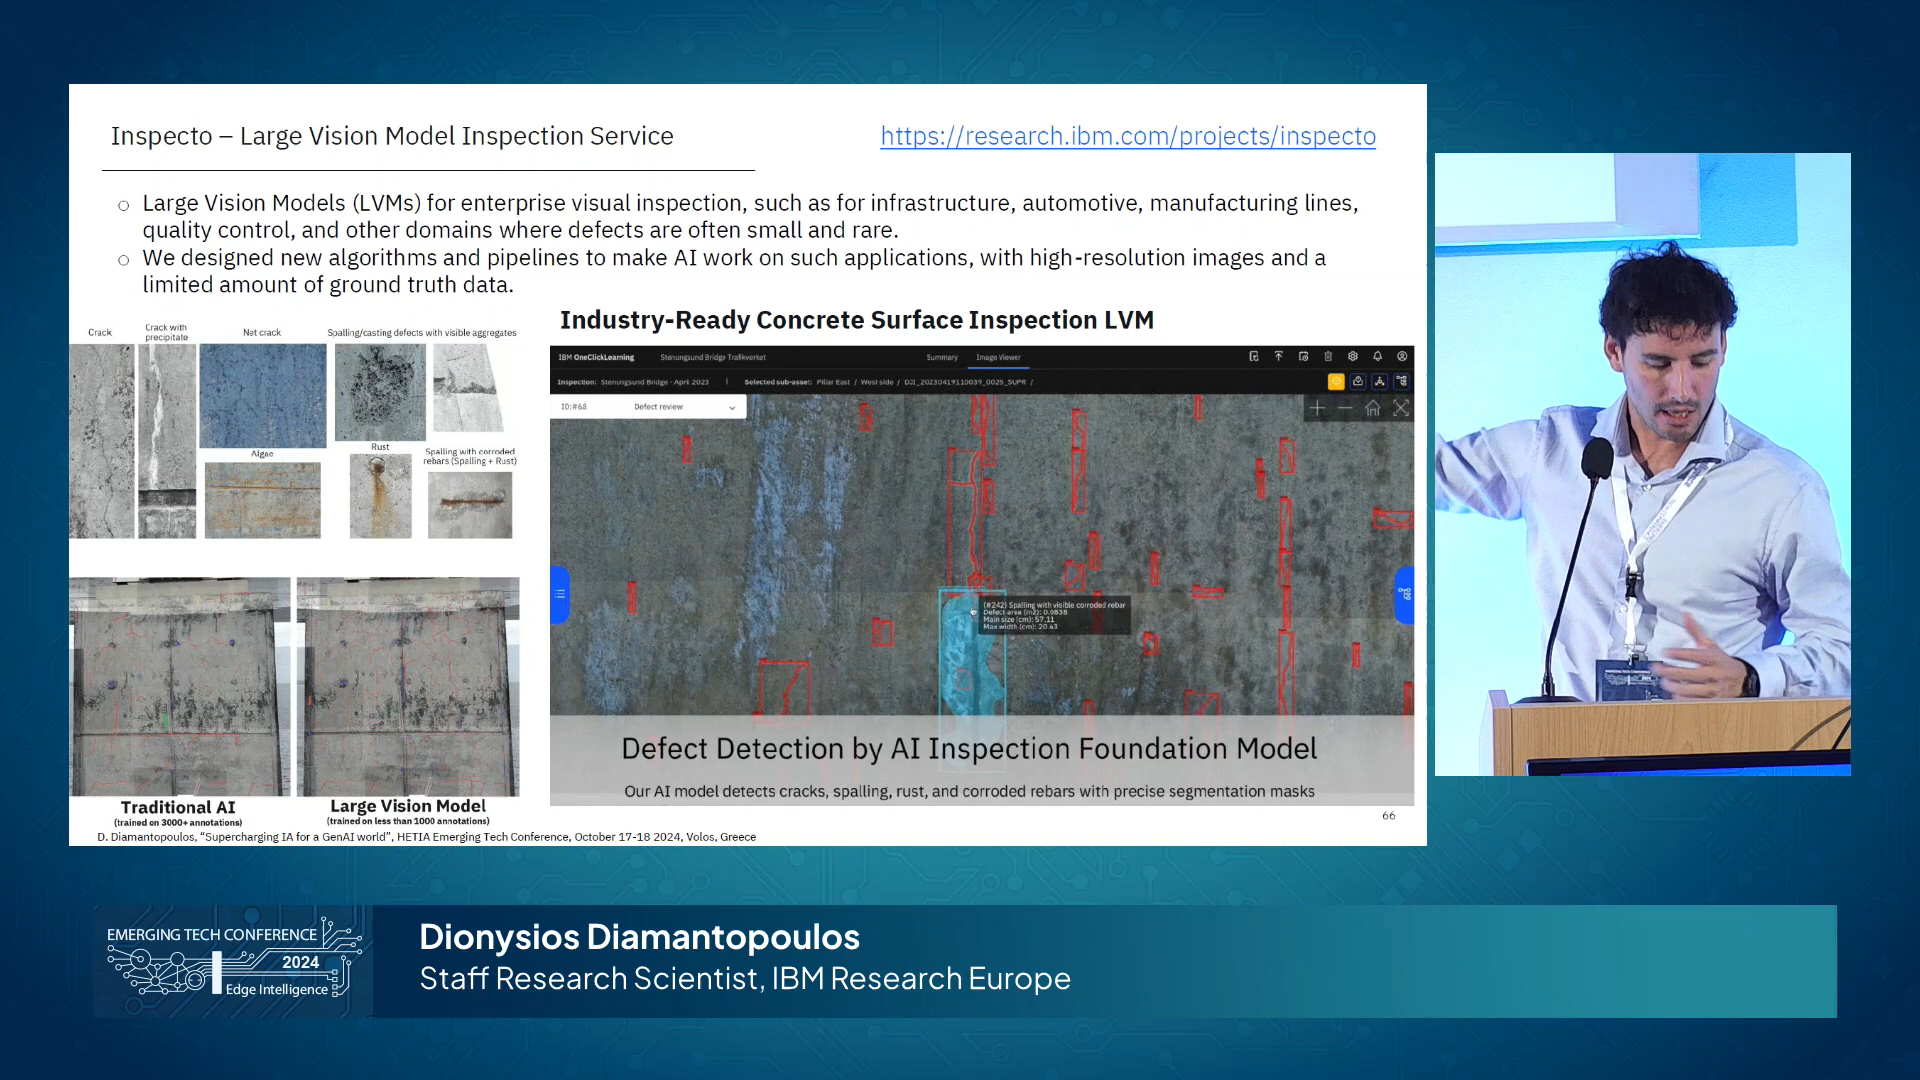 Inspecto – Large Vision Model Inspection Service
https://research.ibm.com/projects/inspecto
○ Large Vision Models (LVMs) for enterprise visual inspection, such as for infrastructure, automotive, manufacturing lines,
quality control, and other domains where defects are often small and rare.
○ We designed new algorithms and pipelines to make AI work on such applications, with high-resolution images and a
limited amount of ground truth data.
Crack
Crack with
precipitate
Net crack
Spalling/casting defects with visible aggregates
Algae
Rust
Spalling with corroded
rebars (Spalling + Rust)
Traditional AI
(trained on 3000+ annotations)
Large Vision Model
(trained on less than 1000 annotations)
Industry-Ready Concrete Surface Inspection LVM
IBM OneClickLearning
Stenungsund Bridge Trafikverket
Summary
Image Viewer
Inspection: Stenungsund Bridge - April 2023
Selected sub-asset: Pillar East / West side / DJI_20230419110039_0025_SUPR /
ID:#68
Defect review
(#242) Spalling with visible corroded rebar
Defect area (m2): 0.9838
Main size (cm): 57.11
Max width (cm): 20.63
Defect Detection by AI Inspection Foundation Model
Our AI model detects cracks, spalling, rust, and corroded rebars with precise segmentation masks
66
D. Diamantopoulos, “Supercharging IA for a GenAI world”, HETIA Emerging Tech Conference, October 17-18 2024, Volos, Greece
EMERGING TECH CONFERENCE
2024
Edge Intelligence
Dionysios Diamantopoulos
Staff Research Scientist, IBM Research Europe